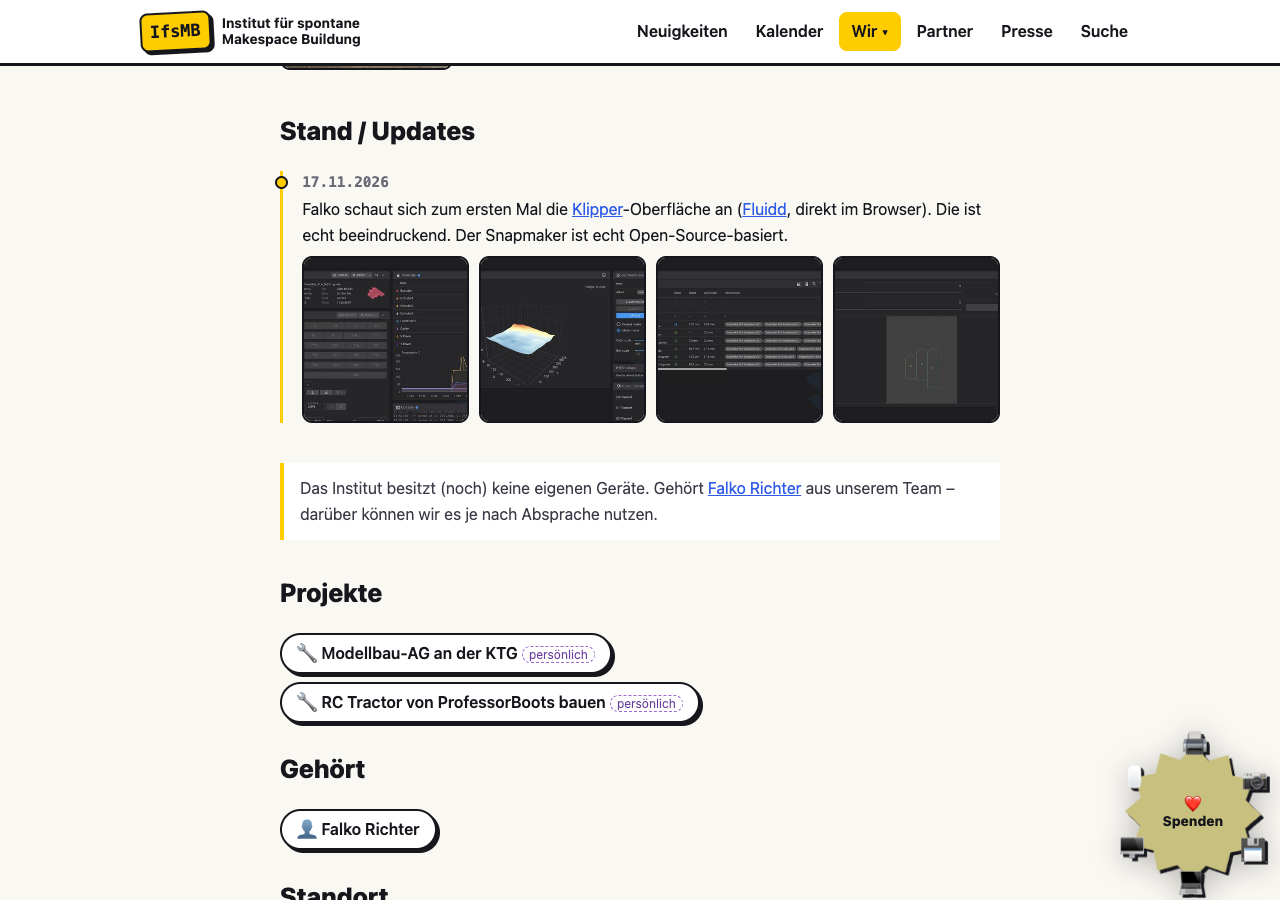 IfsMB
Institut für spontane
Makespace Buildung
Neuigkeiten
Kalender
Wir ▾
Partner
Presse
Suche
Stand / Updates
17.11.2026
Falko schaut sich zum ersten Mal die Klipper-Oberfläche an (Fluidd, direkt im Browser). Die ist
echt beeindruckend. Der Snapmaker ist echt Open-Source-basiert.
Das Institut besitzt (noch) keine eigenen Geräte. Gehört Falko Richter aus unserem Team –
darüber können wir es je nach Absprache nutzen.
Projekte
🔧 Modellbau-AG an der KTG persönlich
🔧 RC Tractor von ProfessorBoots bauen persönlich
Gehört
👤 Falko Richter
❤️
Spenden
Standort